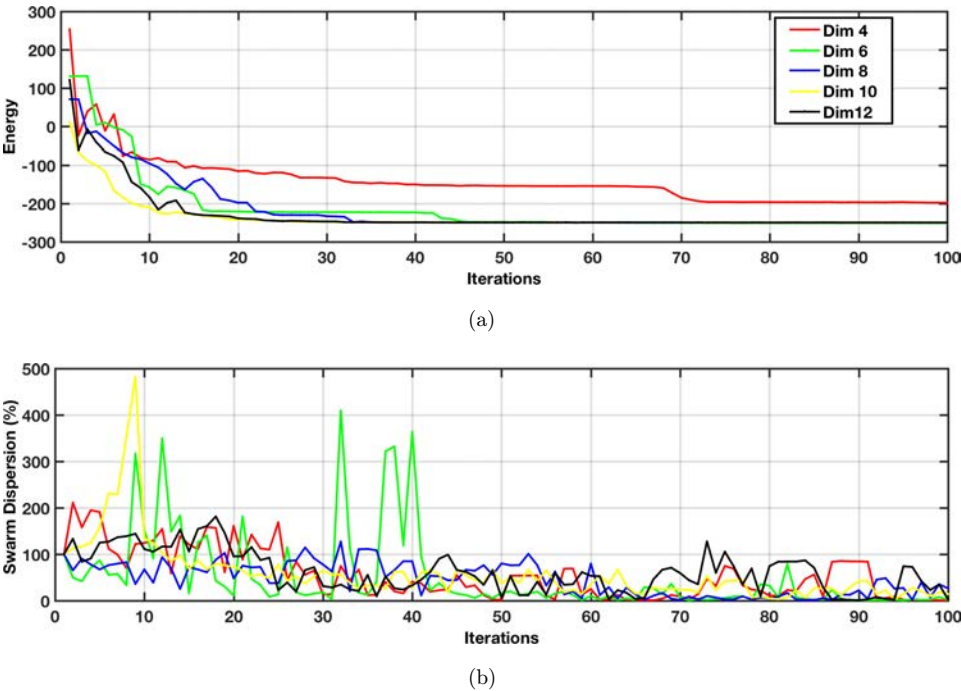 300
200
100
0
-100
-200
-300
Energy
Dim 4
Dim 6
Dim 8
Dim 10
Dim12
0 10 20 30 40 50 60 70 80 90 100
Iterations
(a)
500
400
300
200
100
0
Swarm Dispersion (%)
0 10 20 30 40 50 60 70 80 90 100
Iterations
(b)